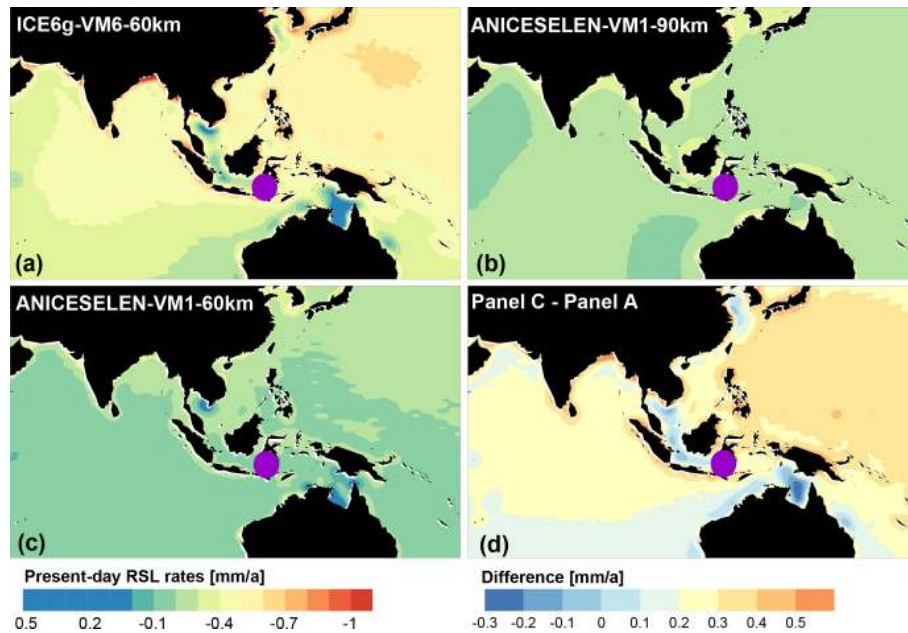 ICE6g-VM6-60km
ANICESELEN-VM1-90km
(a)
(b)
ANICESELEN-VM1-60km
Panel C - Panel A
(c)
(d)
Present-day RSL rates [mm/a]
0.5 0.2 -0.1 -0.4 -0.7 -1
Difference [mm/a]
-0.3 -0.2 -0.1 0 0.1 0.2 0.3 0.4 0.5